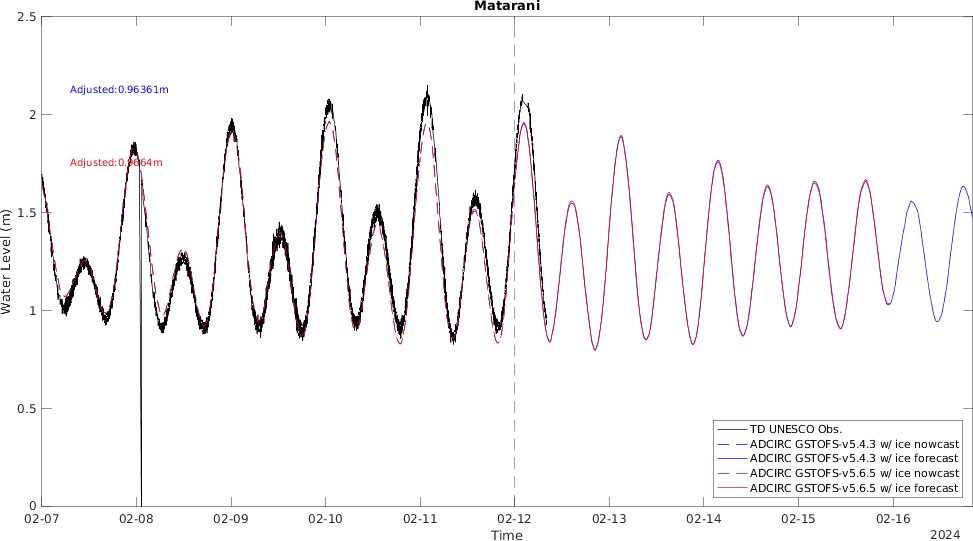 Matarani
2.5
2
1.5
1
0.5
0
Water Level (m)
Adjusted:0.96361m
Adjusted:0.9664m
TD UNESCO Obs.
ADCIRC GSTOFS-v5.4.3 w/ ice nowcast
ADCIRC GSTOFS-v5.4.3 w/ ice forecast
ADCIRC GSTOFS-v5.6.5 w/ ice nowcast
ADCIRC GSTOFS-v5.6.5 w/ ice forecast
02-07 02-08 02-09 02-10 02-11 02-12 02-13 02-14 02-15 02-16
Time
2024